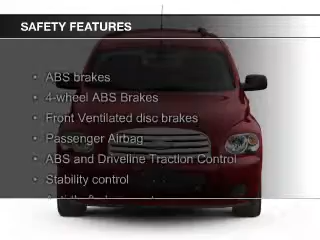 SAFETY FEATURES
• ABS brakes
• 4-wheel ABS Brakes
• Front Ventilated disc brakes
• Passenger Airbag
• ABS and Driveline Traction Control
• Stability control